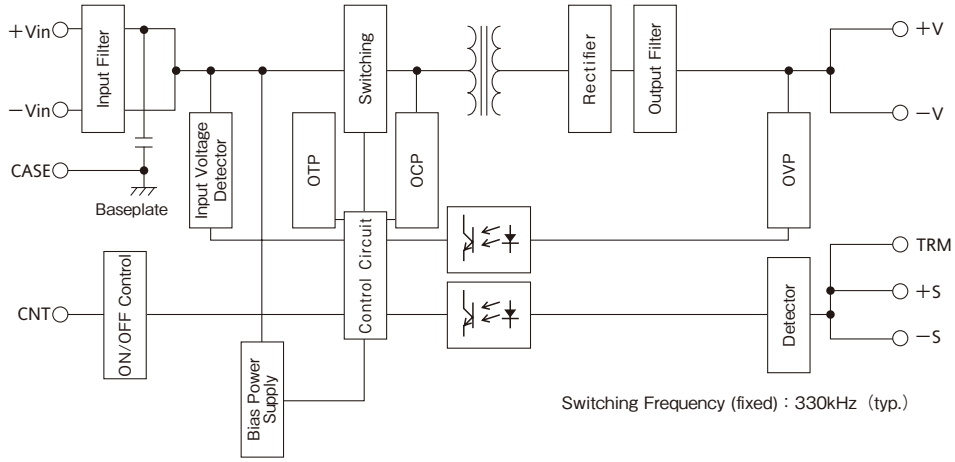 +Vin
−Vin
CASE
CNT
Input Filter
Baseplate
Input Voltage
Detector
ON/OFF Control
Bias Power
Supply
Switching
OTP
OCP
Control Circuit
Rectifier
Output Filter
OVP
Detector
+V
−V
TRM
+S
−S
Switching Frequency (fixed) : 330kHz (typ.)